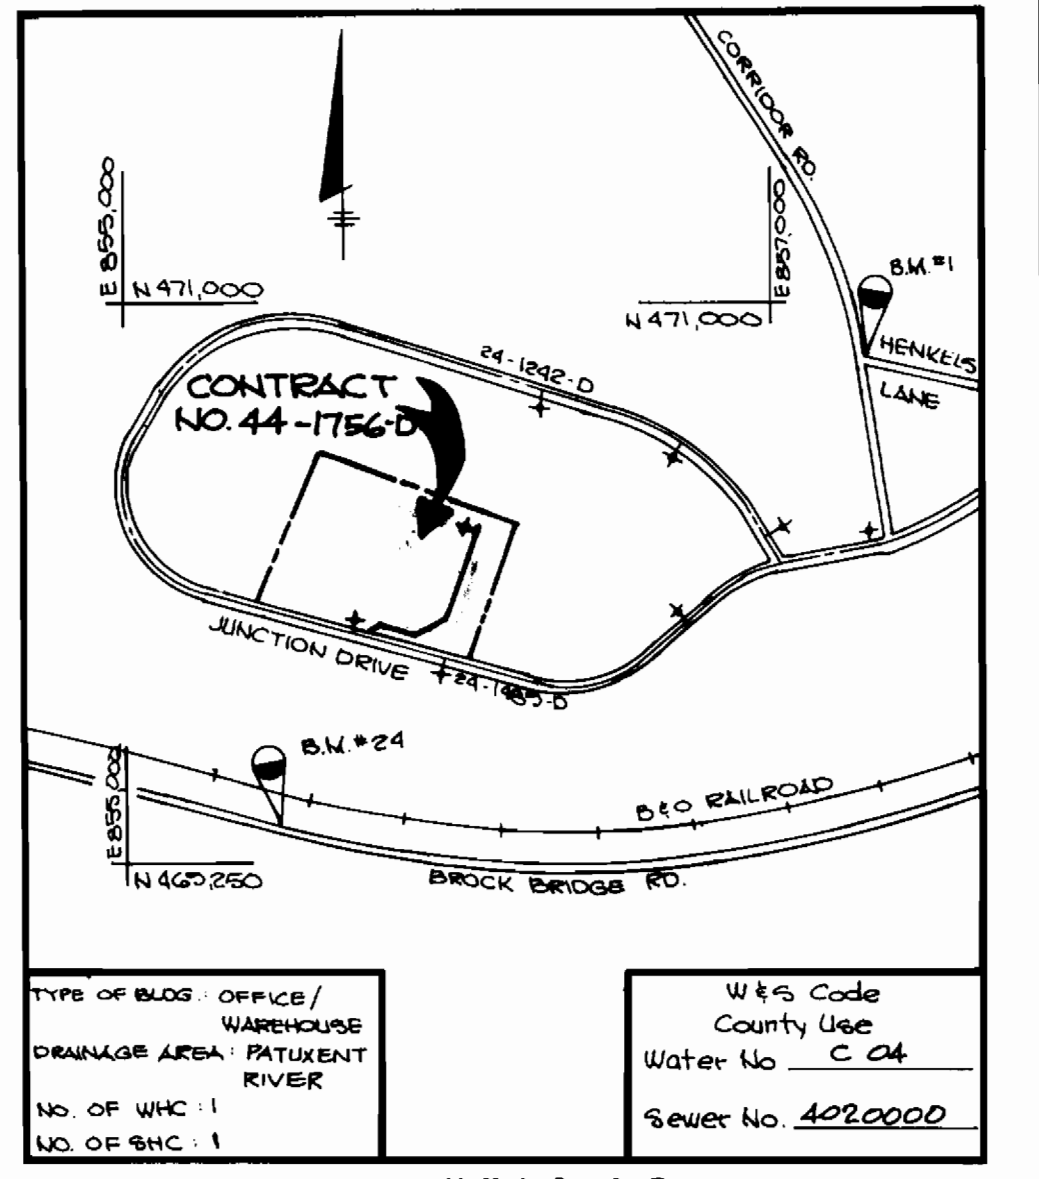 CORRIDOR RD.
E 855,000
E 857,000
B.M. #1
N 471,000
N 471,000
HENKELS
LANE
24-1242-D
CONTRACT
NO. 44-1756-D
JUNCTION DRIVE
B.M. #24
B&O RAILROAD
E 855,000
BROCK BRIDGE RD.
TYPE OF BLDG.: OFFICE/
WAREHOUSE
DRAINAGE AREA: PATUXENT
RIVER
NO. OF WHC: 1
NO. OF SHC: 1
W & S Code
County Use
Water No C 04
Sewer No. 4020000